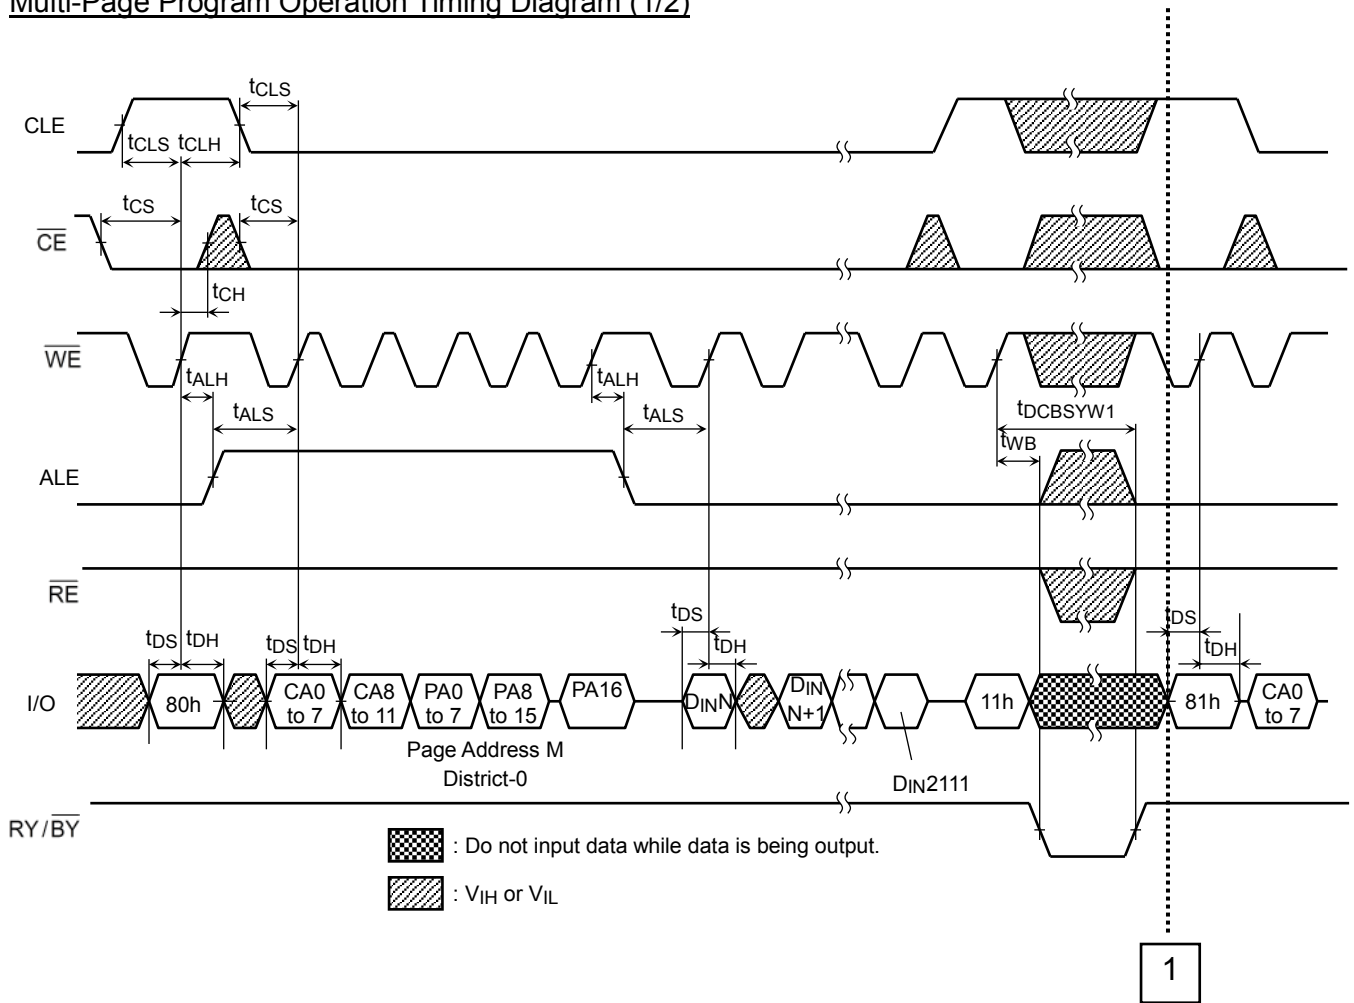 Multi-Page Program Operation Timing Diagram (1/2)
tCLS
CLE
tCLS tCLH
tCS tCS
CE
tCH
WE
tALH tALH
tALS tALS
tDCBSYW1
tWB
ALE
RE
tDS tDH tDS tDH tDS tDH tDS tDH
I/O
80h
CA0 to 7
CA8 to 11
PA0 to 7
PA8 to 15
PA16
DINN
DIN N+1
11h
81h
CA0 to 7
Page Address M
District-0
DIN2111
RY/BY
: Do not input data while data is being output.
: VIH or VIL
1